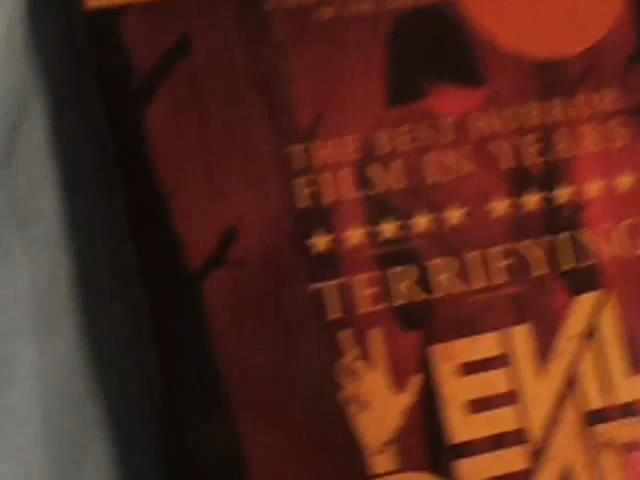 THE BEST HORROR
FILM IN YEARS
TERRIFYING
EVIL